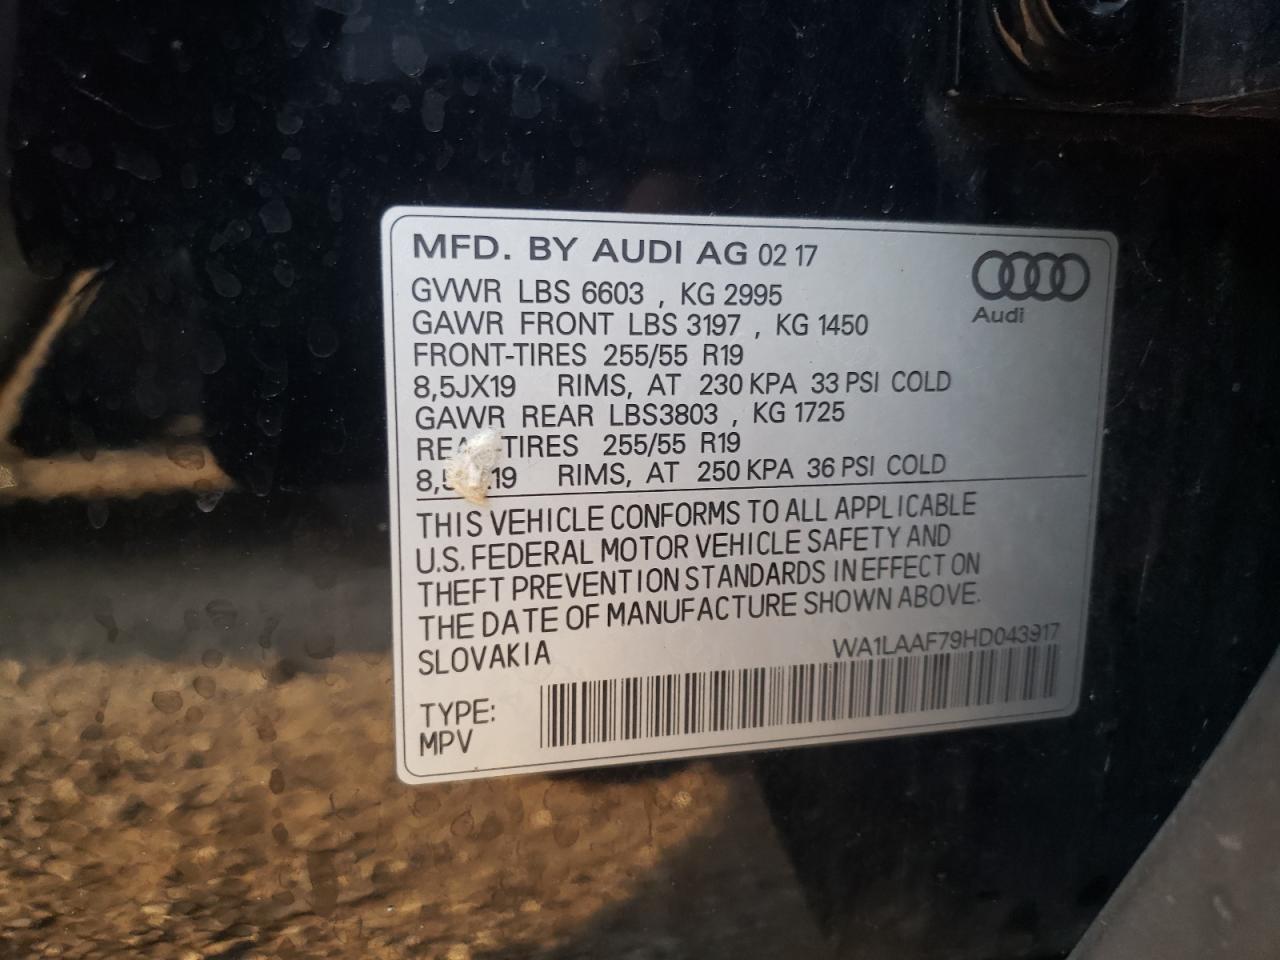 MFD. BY AUDI AG 02 17
GVWR LBS 6603 , KG 2995
GAWR FRONT LBS 3197 , KG 1450
FRONT-TIRES 255/55 R19
8,5JX19 RIMS, AT 230 KPA 33 PSI COLD
GAWR REAR LBS3803 , KG 1725
REAR-TIRES 255/55 R19
RIMS, AT 250 KPA 36 PSI COLD
THIS VEHICLE CONFORMS TO ALL APPLICABLE
U.S. FEDERAL MOTOR VEHICLE SAFETY AND
THEFT PREVENTION STANDARDS IN EFFECT ON
THE DATE OF MANUFACTURE SHOWN ABOVE.
SLOVAKIA
WA1LAAF79HD043917
TYPE:
MPV
Audi